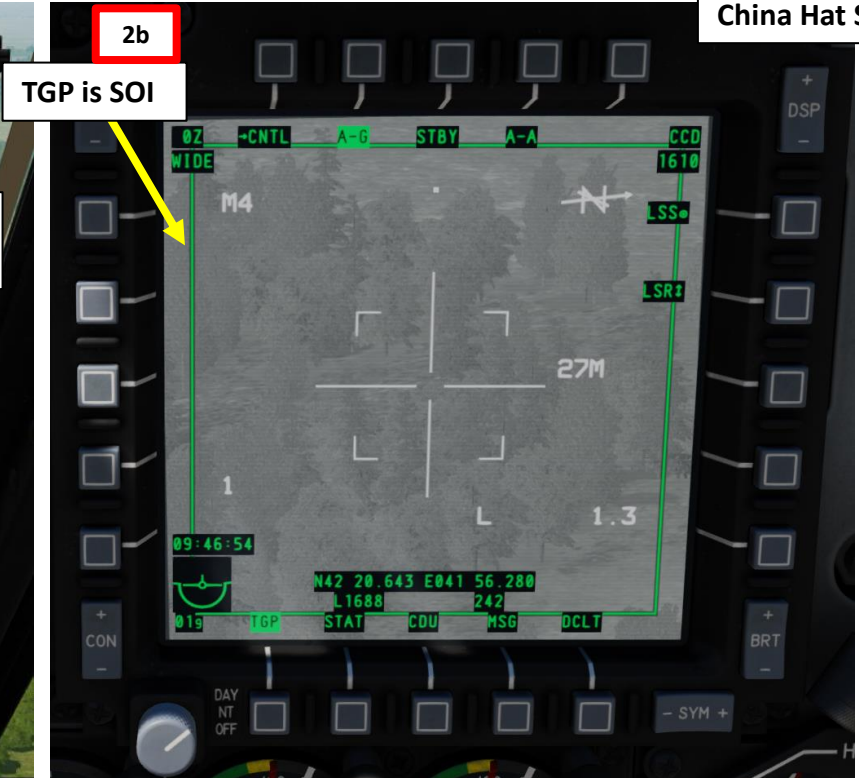 China Hat S
2b
TGP is SOI
+
DSP
-
-
0Z →CNTL A-G STBY A-A CCD
WIDE 1610
M4 N
LSS
LSR↕
27M
1
L 1.3
09:46:54
N42 20.643 E041 56.280
L1688 242
01g TGP STAT CDU MSG DCLT
+
CON
-
+
BRT
-
DAY
NT
OFF
- SYM +
H